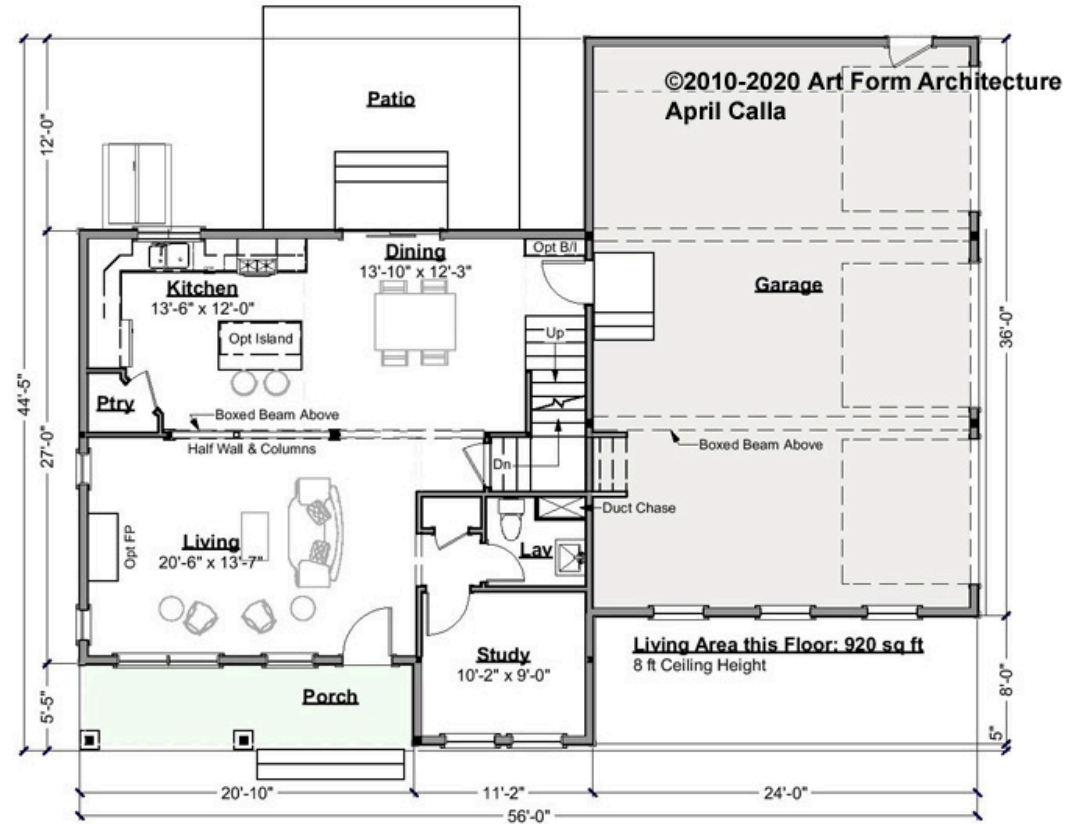 ©2010-2020 Art Form Architecture
April Calla
Patio
12'-0"
Opt B/I
Dining
13'-10" x 12'-3"
Kitchen
13'-6" x 12'-0"
Garage
Opt Island
Up
36'-0"
44'-5"
27'-0"
Ptry
Boxed Beam Above
Half Wall & Columns
Boxed Beam Above
Dn
Duct Chase
Opt FP
Living
20'-6" x 13'-7"
Lav
Living Area this Floor: 920 sq ft
8 ft Ceiling Height
Study
10'-2" x 9'-0"
Porch
5'-5"
8'-0"
5"
20'-10"
11'-2"
24'-0"
56'-0"